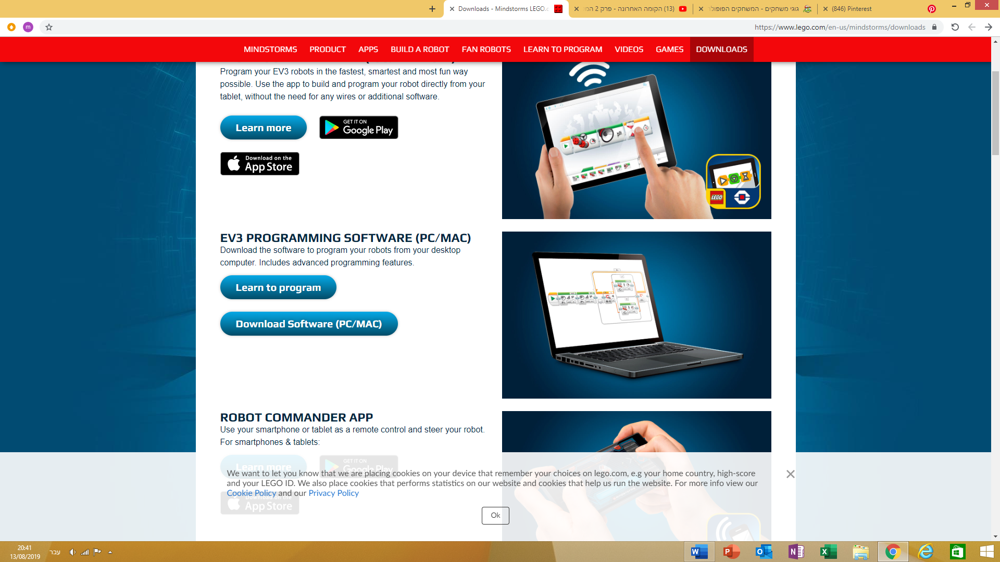 Downloads - Mindstorms LEGO.c
(13) הקומה האחרונה - פרק 2 המ
גוגי משחקים - המשחקים הפופולר
(846) Pinterest
m
https://www.lego.com/en-us/mindstorms/downloads
MINDSTORMS PRODUCT APPS BUILD A ROBOT FAN ROBOTS LEARN TO PROGRAM VIDEOS GAMES DOWNLOADS
Program your EV3 robots in the fastest, smartest and most fun way
possible. Use the app to build and program your robot directly from your
tablet, without the need for any wires or additional software.
Learn more
GET IT ON
Google Play
Download on the
App Store
LEGO
EV3 PROGRAMMING SOFTWARE (PC/MAC)
Download the software to program your robots from your desktop
computer. Includes advanced programming features.
Learn to program
Download Software (PC/MAC)
ROBOT COMMANDER APP
Use your smartphone or tablet as a remote control and steer your robot.
For smartphones & tablets:
Learn more
GET IT ON
Google Play
We want to let you know that we are placing cookies on your device that remember your choices on lego.com, e.g your home country, high-score
and your LEGO ID. We also place cookies that performs statistics on our website and cookies that help us run the website. For more info view our
Cookie Policy and our Privacy Policy
Download on the
App Store
Ok
20:41
13/08/2019
עבר